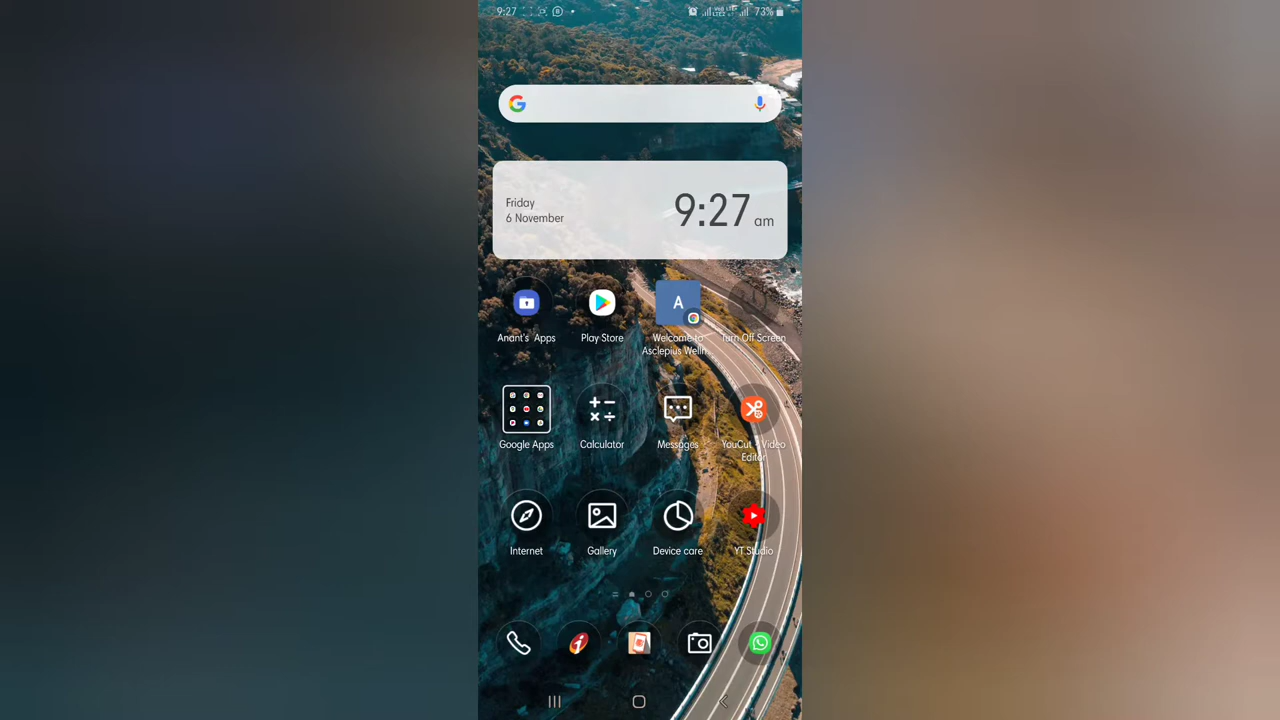 9:27
73%
Friday
6 November
9:27 am
A
Anant's Apps
Play Store
Welcome to
Asclepius Welln..
Turn Off Screen
Google Apps
Calculator
Messages
YouCut - Video
Editor
Internet
Gallery
Device care
YT Studio